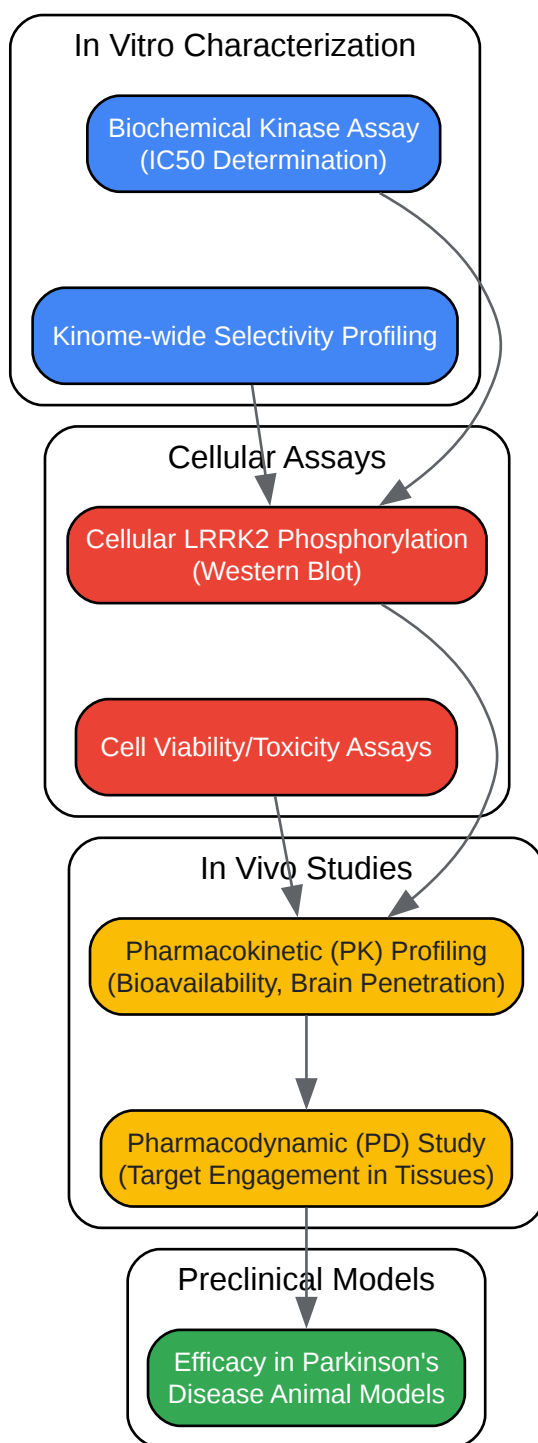 In Vitro Characterization
Biochemical Kinase Assay
(IC50 Determination)
Kinome-wide Selectivity Profiling
Cellular Assays
Cellular LRRK2 Phosphorylation
(Western Blot)
Cell Viability/Toxicity Assays
In Vivo Studies
Pharmacokinetic (PK) Profiling
(Bioavailability, Brain Penetration)
Pharmacodynamic (PD) Study
(Target Engagement in Tissues)
Preclinical Models
Efficacy in Parkinson's
Disease Animal Models